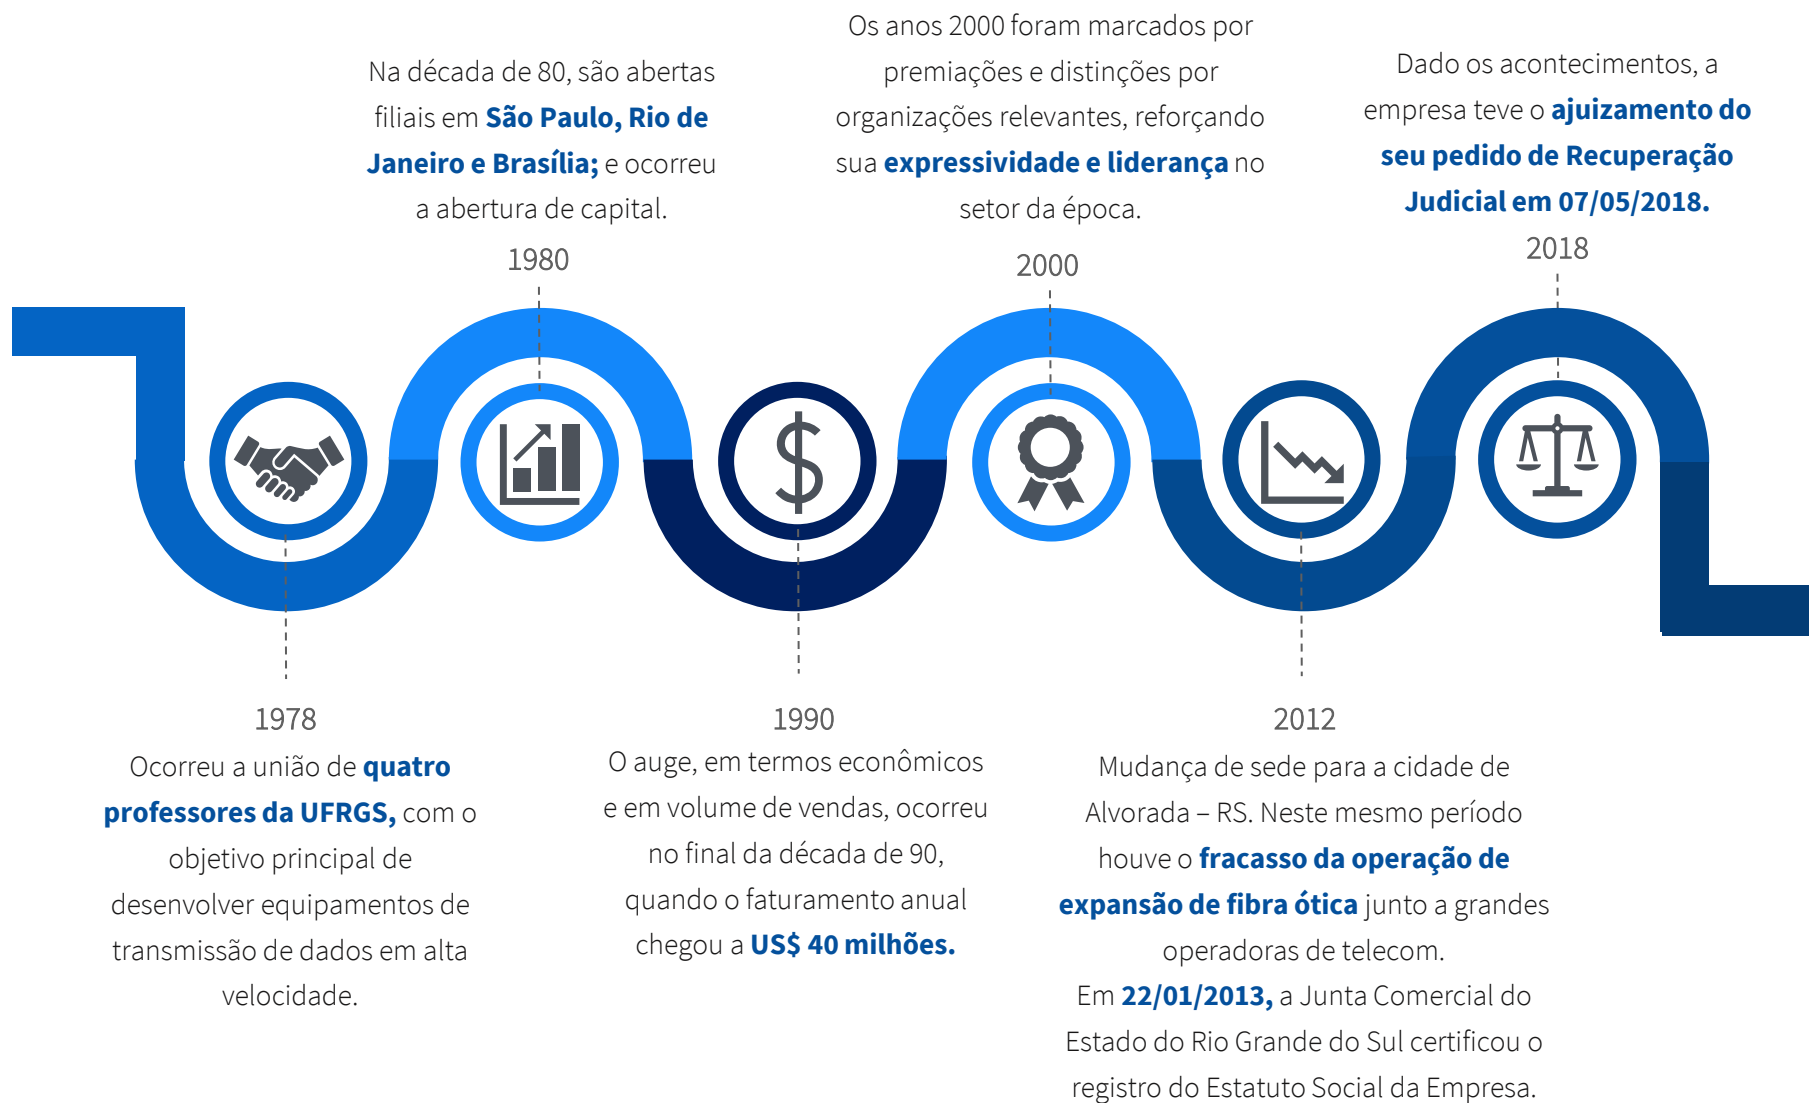 Na década de 80, são abertas
filiais em São Paulo, Rio de
Janeiro e Brasília; e ocorreu
a abertura de capital.
1980
Os anos 2000 foram marcados por
premiações e distinções por
organizações relevantes, reforçando
sua expressividade e liderança no
setor da época.
2000
Dado os acontecimentos, a
empresa teve o ajuizamento do
seu pedido de Recuperação
Judicial em 07/05/2018.
2018
1978
Ocorreu a união de quatro
professores da UFRGS, com o
objetivo principal de
desenvolver equipamentos de
transmissão de dados em alta
velocidade.
1990
O auge, em termos econômicos
e em volume de vendas, ocorreu
no final da década de 90,
quando o faturamento anual
chegou a US$ 40 milhões.
2012
Mudança de sede para a cidade de
Alvorada – RS. Neste mesmo período
houve o fracasso da operação de
expansão de fibra ótica junto a grandes
operadoras de telecom.
Em 22/01/2013, a Junta Comercial do
Estado do Rio Grande do Sul certificou o
registro do Estatuto Social da Empresa.